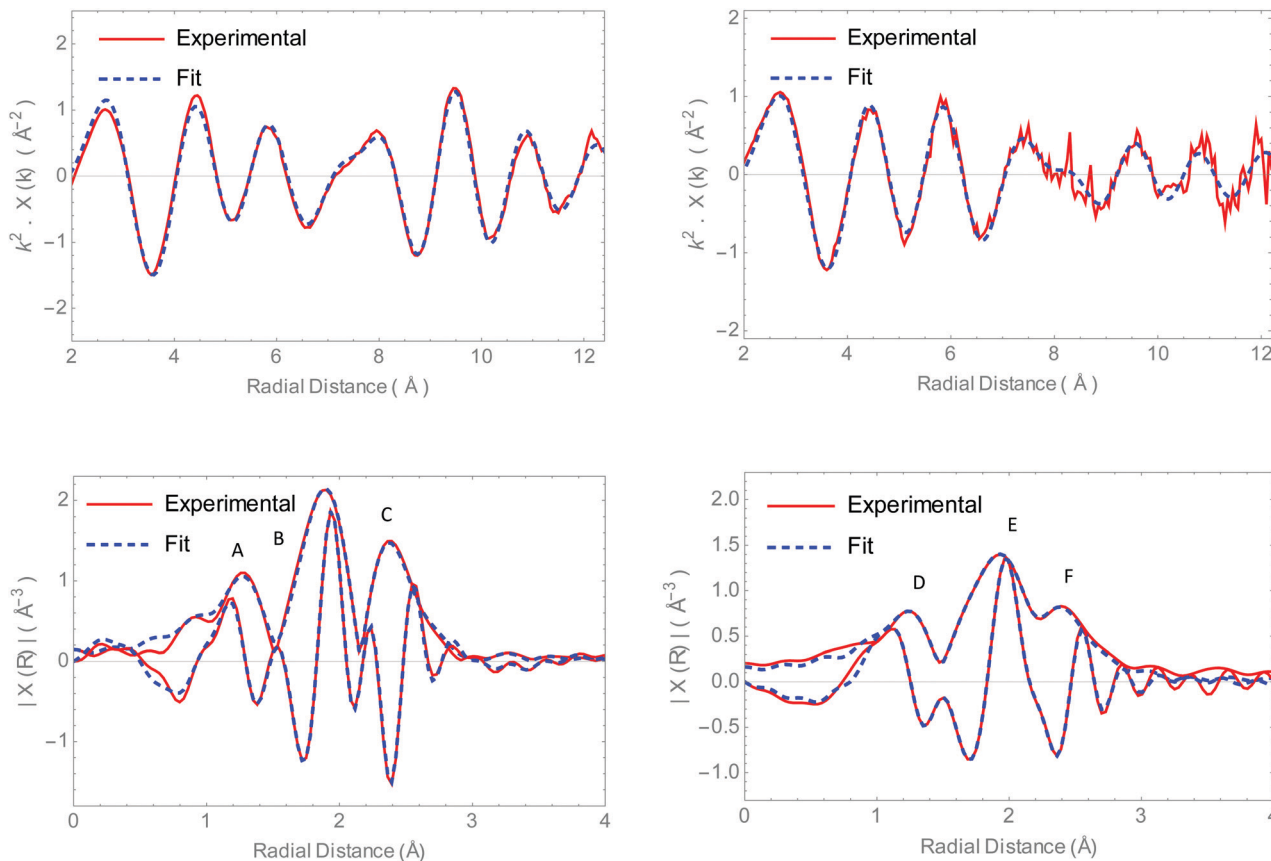 2
1
0
−1
−2
k² . X (k) ( Å⁻²)
Experimental
Fit
2 4 6 8 10 12
Radial Distance ( Å )
2
1
0
−1
−2
k² . X (k) ( Å⁻²)
Experimental
Fit
2 4 6 8 10 12
Radial Distance ( Å )
2
1
0
−1
| X (R) | ( Å⁻³ )
Experimental
Fit
A
B
C
0 1 2 3 4
Radial Distance (Å)
2.0
1.5
1.0
0.5
0.0
−0.5
−1.0
| X (R) | ( Å⁻³ )
Experimental
Fit
D
E
F
0 1 2 3 4
Radial Distance (Å)